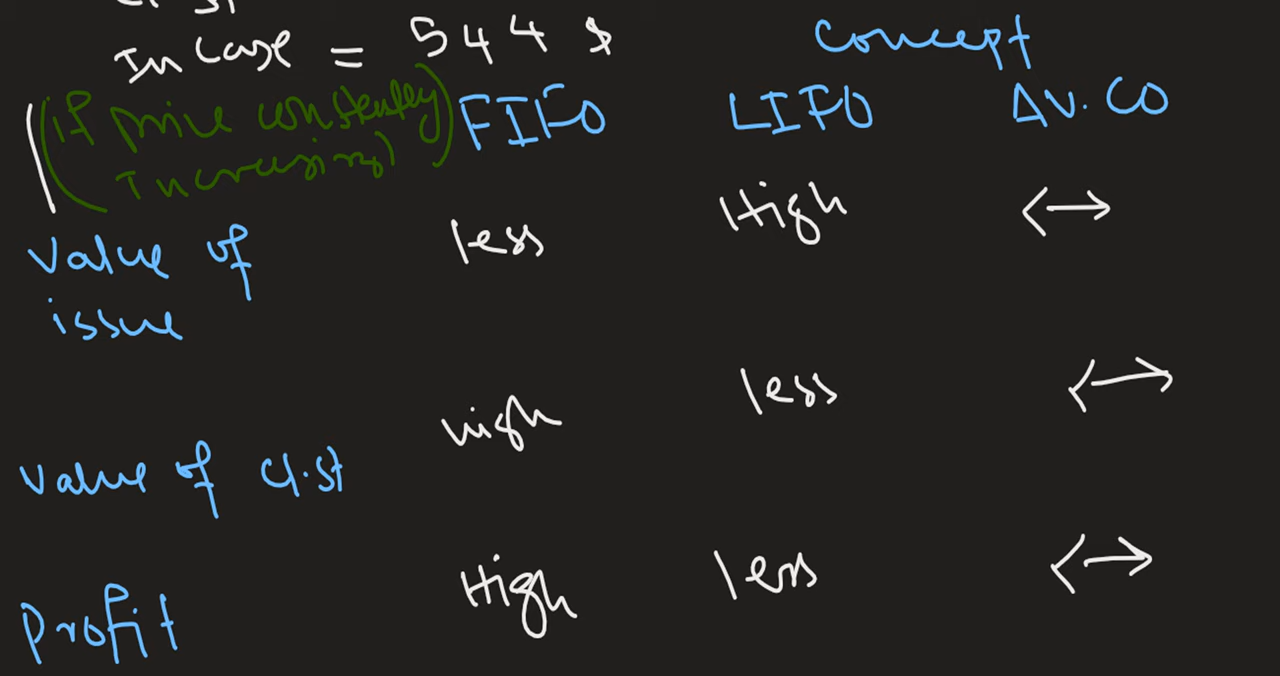 In Case = 544 $
Concept
(if price constantly Increasing) FIFO LIFO AV. CO
Value of issue less High ↔
Value of Cl.St high less ↔
Profit High less ↔